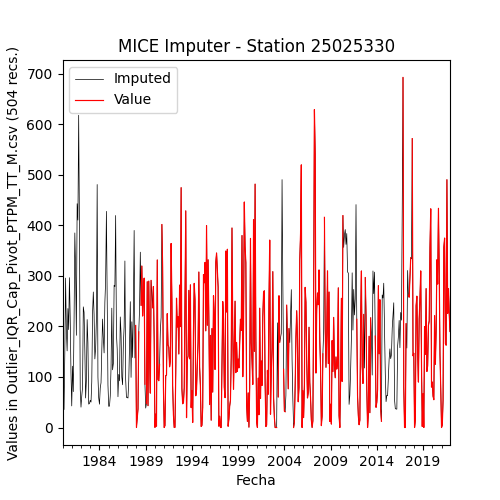 MICE Imputer - Station 25025330
Imputed
Value
Values in Outlier_IQR_Cap_Pivot_PTPM_TT_M.csv (504 recs.)
700
600
500
400
300
200
100
0
1984 1989 1994 1999 2004 2009 2014 2019
Fecha